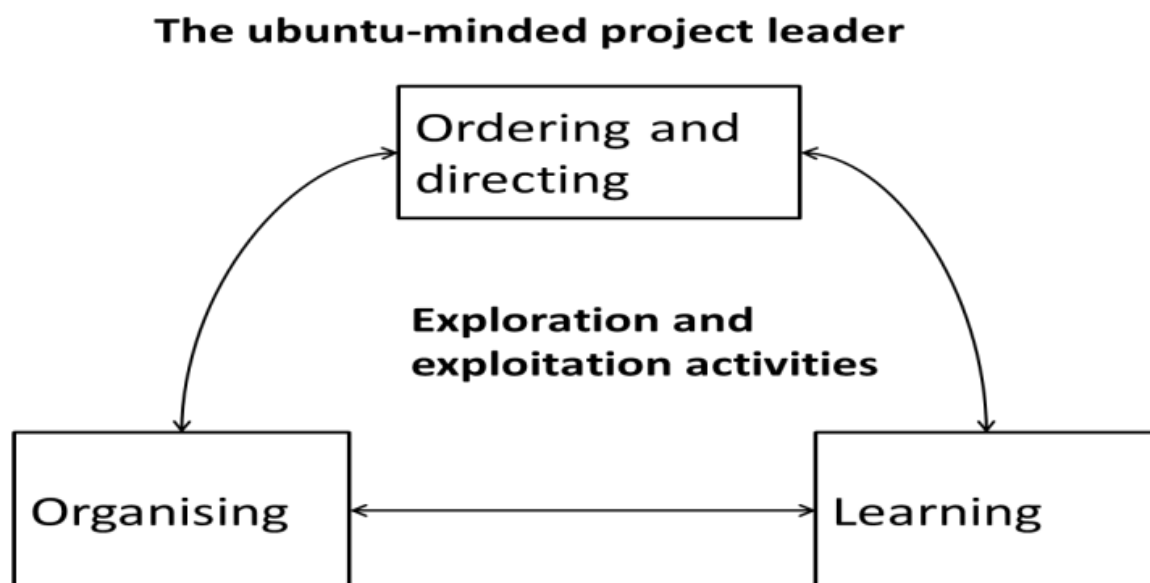 The ubuntu-minded project leader
Ordering and
directing
Exploration and
exploitation activities
Organising
Learning